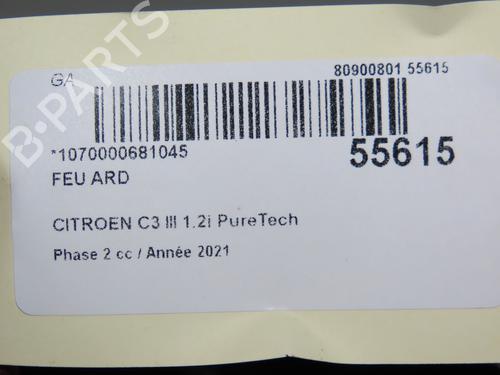 GA
80900801 55615
*1070000681045
55615
FEU ARD
CITROEN C3 III 1.2i PureTech
Phase 2 cc / Année 2021
B-PARTS